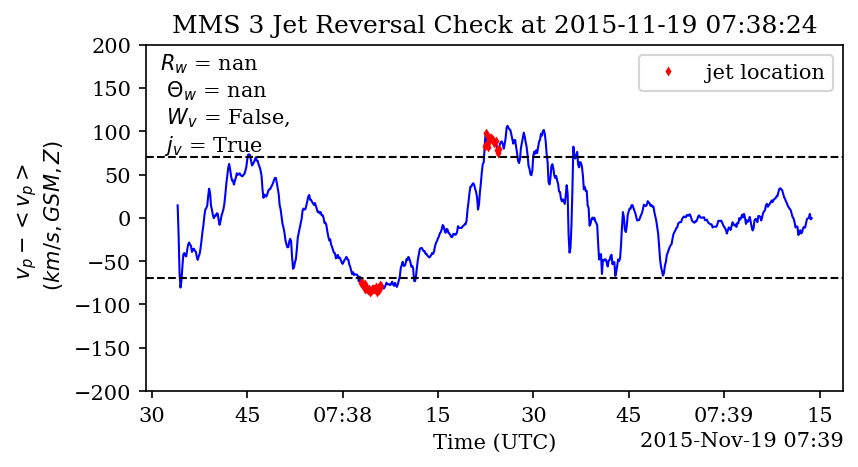 MMS 3 Jet Reversal Check at 2015-11-19 07:38:24
200
150
100
50
0
−50
−100
−150
−200
v_p − < v_p >
(km/s, GSM, Z)
R_w = nan
Θ_w = nan
W_v = False,
j_v = True
jet location
30
45
07:38
15
30
45
07:39
15
Time (UTC)
2015-Nov-19 07:39